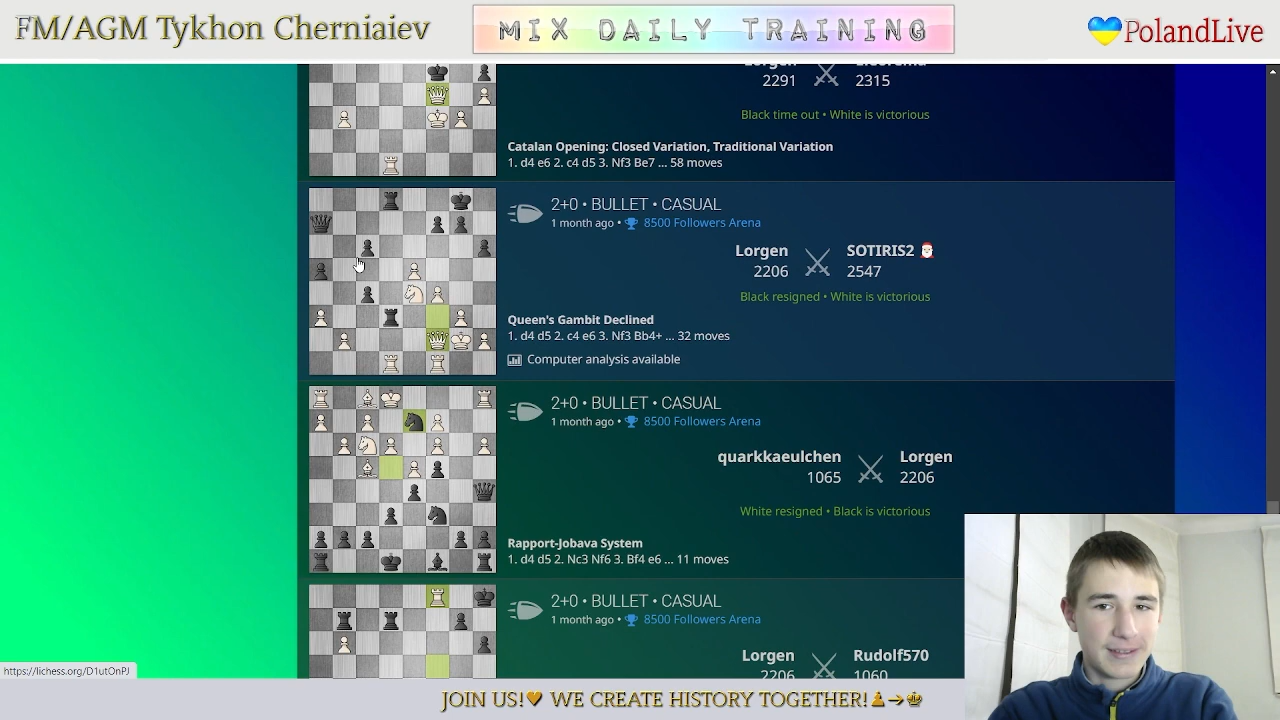 FM/AGM Tykhon Cherniaiev
MIX DAILY TRAINING
PolandLive
2291 2315
Black time out • White is victorious
Catalan Opening: Closed Variation, Traditional Variation
1. d4 e6 2. c4 d5 3. Nf3 Be7 ... 58 moves
2+0 • BULLET • CASUAL
1 month ago • 8500 Followers Arena
Lorgen SOTIRIS2
2206 2547
Black resigned • White is victorious
Queen's Gambit Declined
1. d4 d5 2. c4 e6 3. Nf3 Bb4+ ... 32 moves
Computer analysis available
2+0 • BULLET • CASUAL
1 month ago • 8500 Followers Arena
quarkkaeulchen Lorgen
1065 2206
White resigned • Black is victorious
Rapport-Jobava System
1. d4 d5 2. Nc3 Nf6 3. Bf4 e6 ... 11 moves
2+0 • BULLET • CASUAL
1 month ago • 8500 Followers Arena
Lorgen Rudolf570
2206 1060
https://lichess.org/D1utOnPJ
JOIN US!♥ WE CREATE HISTORY TOGETHER!♟→♚